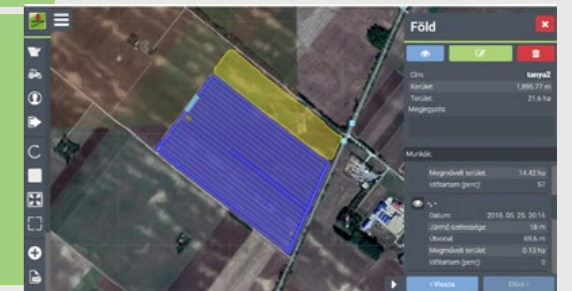 Föld
Cím: tanya2
Kerület: 1,895.77 m
Terület: 21.6 ha
Megjegyzés:
Munkák:
Megművelt terület: 14.42 ha
Időtartam (perc): 57
-.-
Dátum: 2018. 05. 25. 20:16
Jármű szélessége: 18 m
Útvonal: 69.6 m
Megművelt terület: 0.13 ha
Időtartam (perc): 0
‹ Vissza
Előre ›